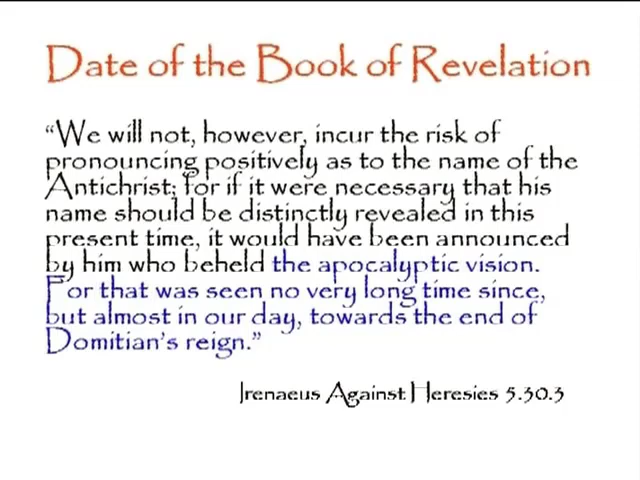 Date of the Book of Revelation
“We will not, however, incur the risk of
pronouncing positively as to the name of the
Antichrist; for if it were necessary that his
name should be distinctly revealed in this
present time, it would have been announced
by him who beheld the apocalyptic vision.
For that was seen no very long time since,
but almost in our day, towards the end of
Domitian’s reign.”
Irenaeus Against Heresies 5.30.3